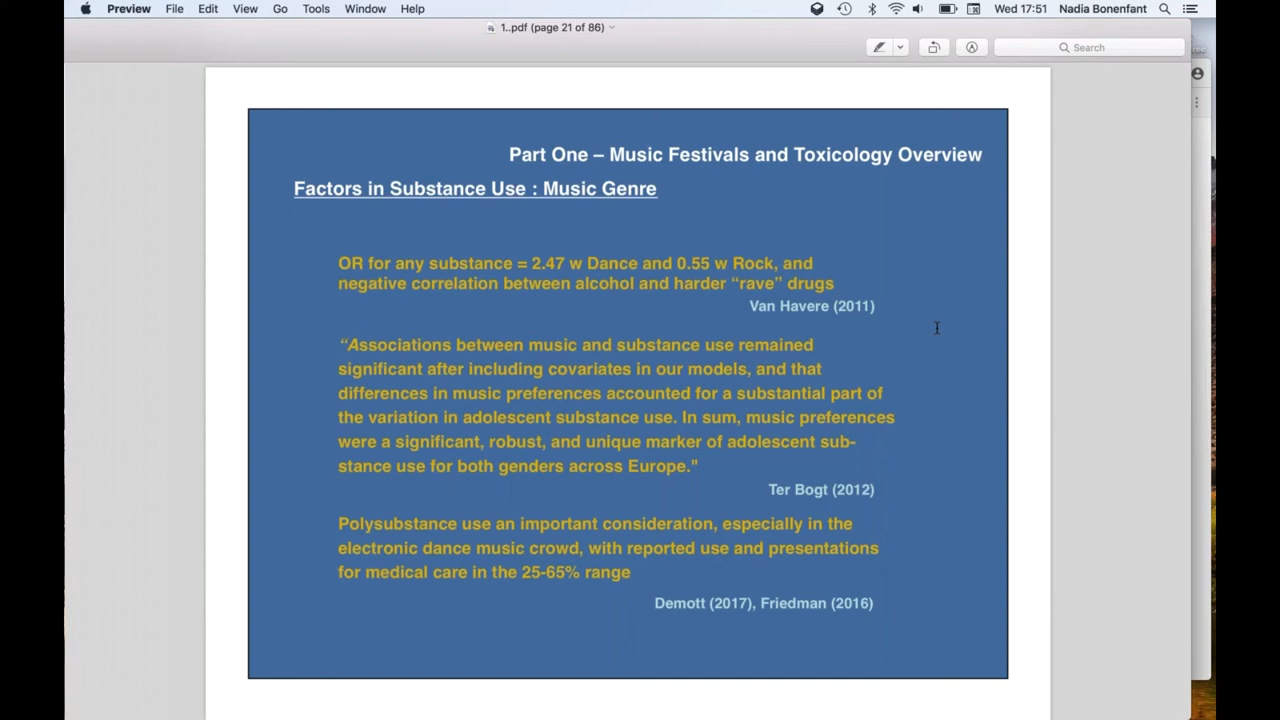 Preview File Edit View Go Tools Window Help Wed 17:51 Nadia Bonenfant
1..pdf (page 21 of 86)
Search
Part One – Music Festivals and Toxicology Overview
Factors in Substance Use : Music Genre
OR for any substance = 2.47 w Dance and 0.55 w Rock, and
negative correlation between alcohol and harder “rave” drugs
Van Havere (2011)
“Associations between music and substance use remained
significant after including covariates in our models, and that
differences in music preferences accounted for a substantial part of
the variation in adolescent substance use. In sum, music preferences
were a significant, robust, and unique marker of adolescent sub-
stance use for both genders across Europe."
Ter Bogt (2012)
Polysubstance use an important consideration, especially in the
electronic dance music crowd, with reported use and presentations
for medical care in the 25-65% range
Demott (2017), Friedman (2016)